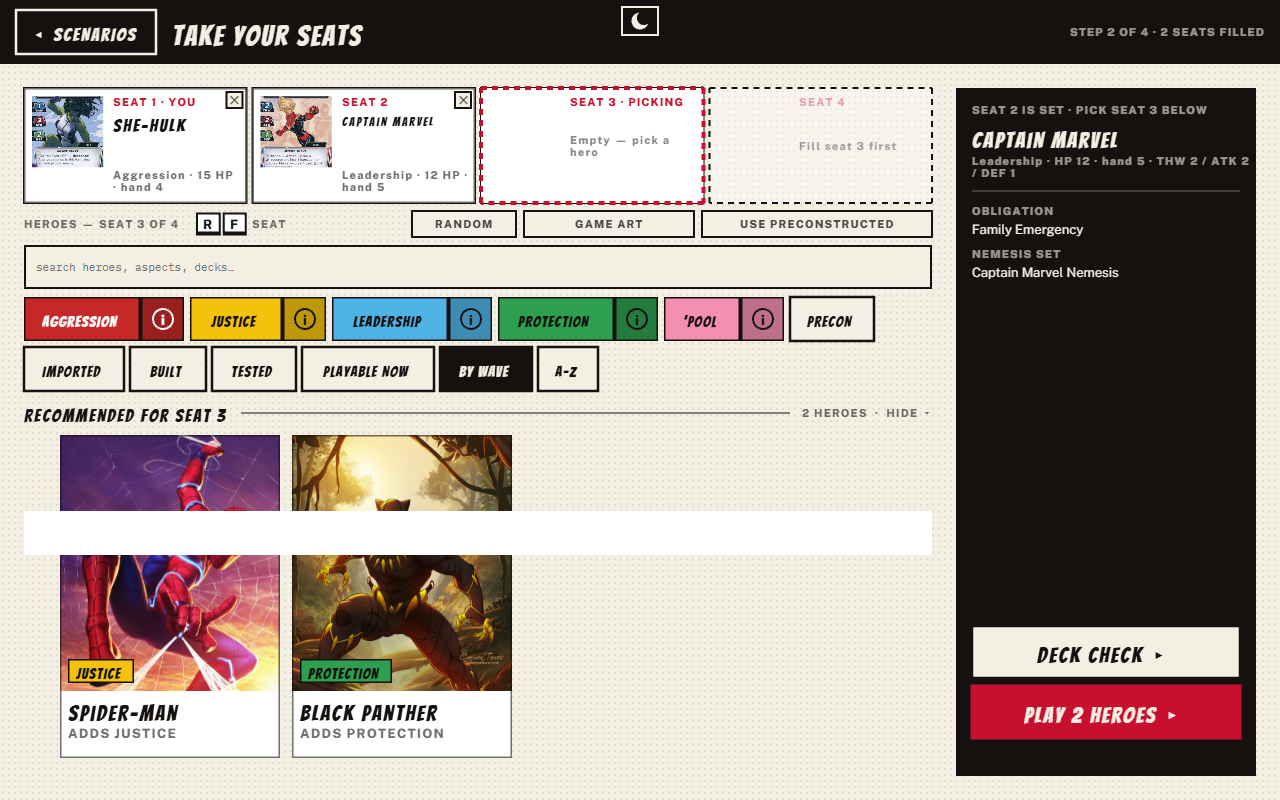 ◂ SCENARIOS
TAKE YOUR SEATS
STEP 2 OF 4 · 2 SEATS FILLED
SEAT 1 · YOU
SHE-HULK
Aggression · 15 HP
· hand 4
SEAT 2
CAPTAIN MARVEL
Leadership · 12 HP ·
hand 5
SEAT 3 · PICKING
Empty — pick a
hero
SEAT 4
Fill seat 3 first
HEROES — SEAT 3 OF 4
R F SEAT
RANDOM
GAME ART
USE PRECONSTRUCTED
search heroes, aspects, decks…
AGGRESSION
JUSTICE
LEADERSHIP
PROTECTION
'POOL
PRECON
IMPORTED
BUILT
TESTED
PLAYABLE NOW
BY WAVE
A-Z
RECOMMENDED FOR SEAT 3
2 HEROES · HIDE
JUSTICE
SPIDER-MAN
ADDS JUSTICE
PROTECTION
BLACK PANTHER
ADDS PROTECTION
SEAT 2 IS SET · PICK SEAT 3 BELOW
CAPTAIN MARVEL
Leadership · HP 12 · hand 5 · THW 2 / ATK 2
/ DEF 1
OBLIGATION
Family Emergency
NEMESIS SET
Captain Marvel Nemesis
DECK CHECK ▸
PLAY 2 HEROES ▸